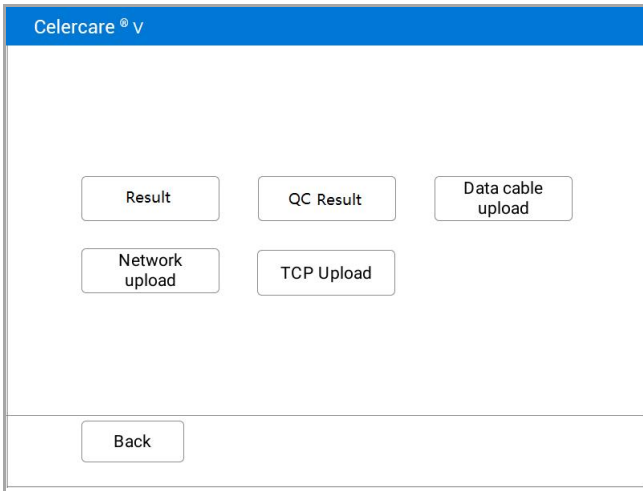 Celercare ® V
Result
QC Result
Data cable
upload
Network
upload
TCP Upload
Back